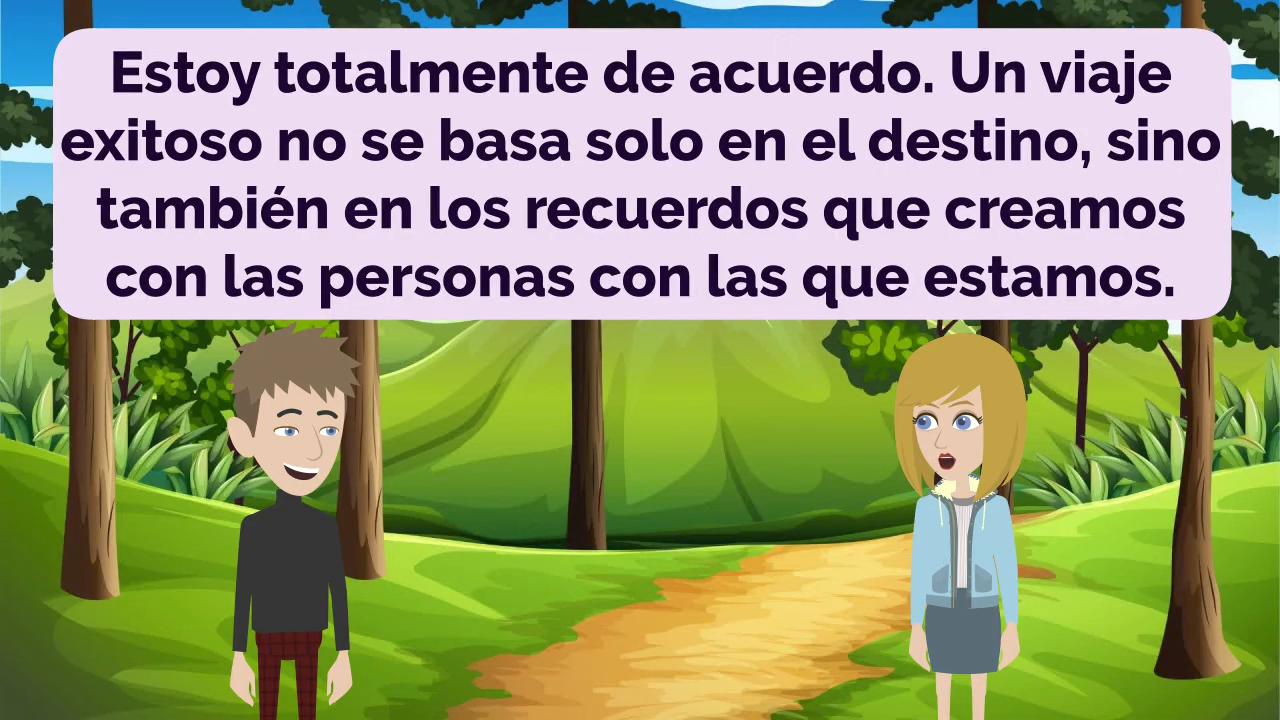 Estoy totalmente de acuerdo. Un viaje
exitoso no se basa solo en el destino, sino
también en los recuerdos que creamos
con las personas con las que estamos.